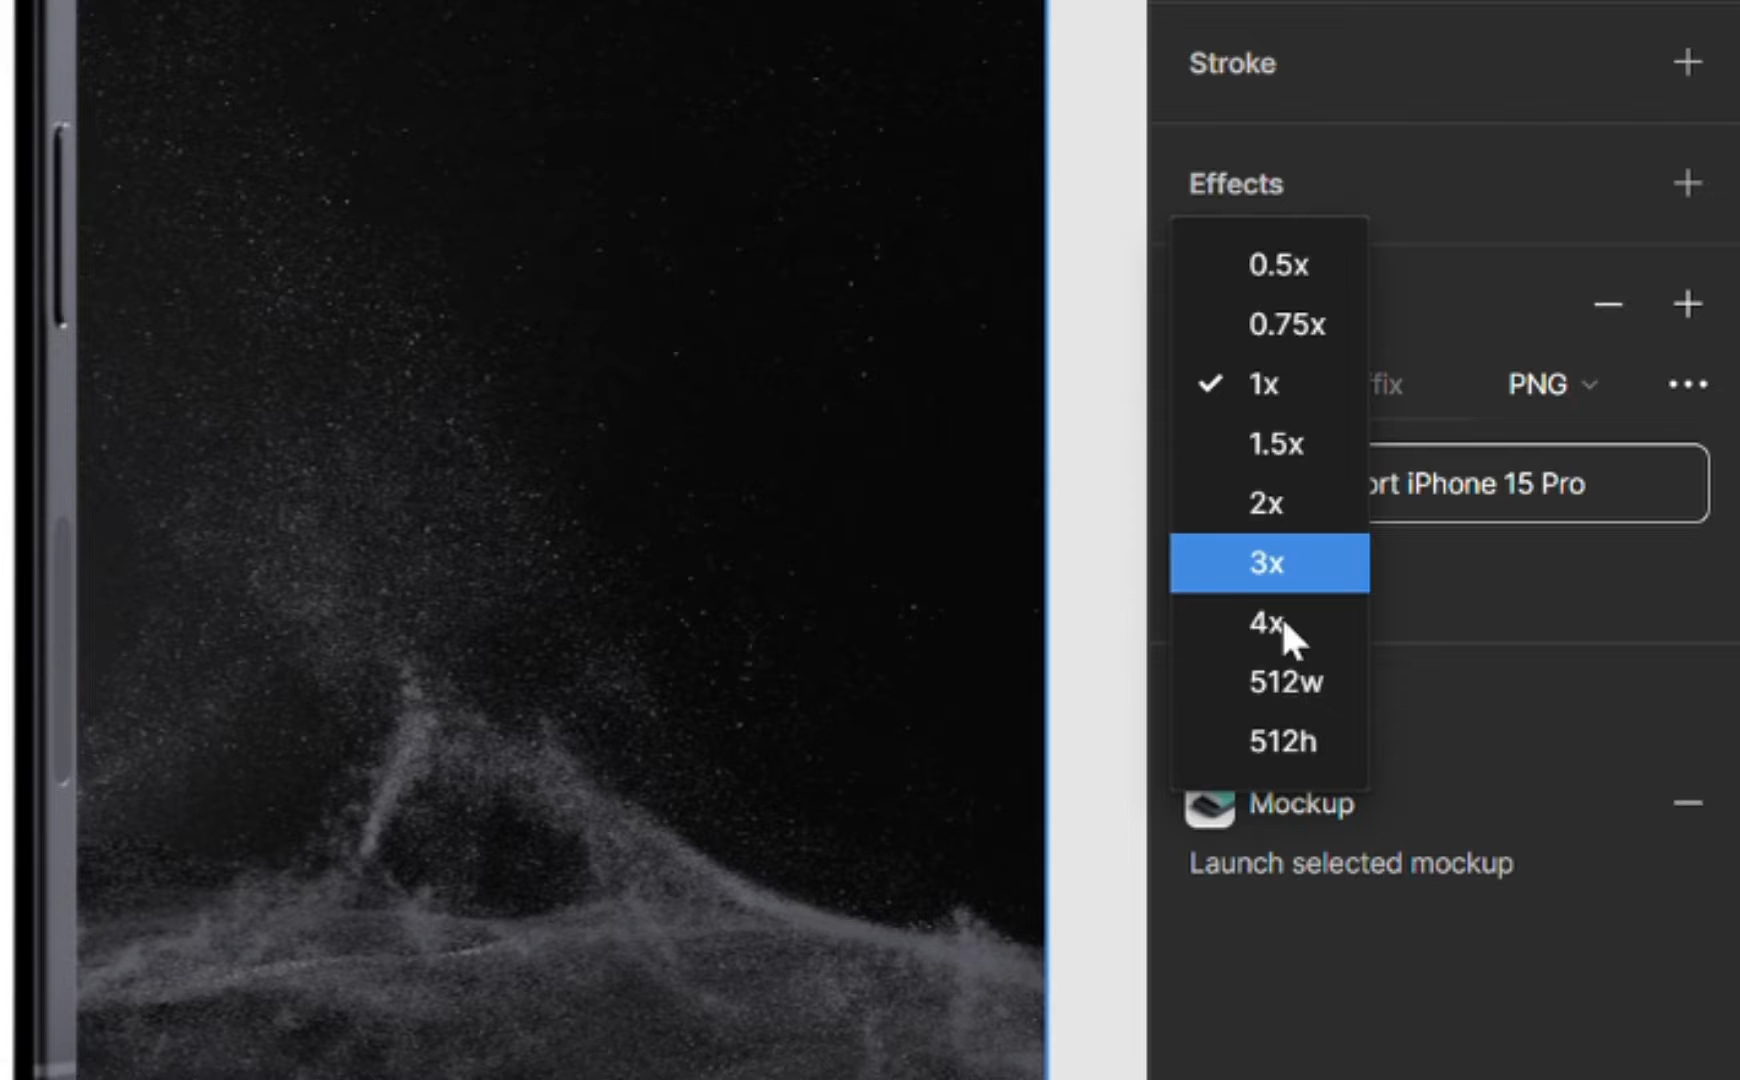 Stroke
Effects
0.5x
0.75x
1x
fix
PNG
1.5x
ort iPhone 15 Pro
2x
3x
4x
512w
512h
Mockup
Launch selected mockup